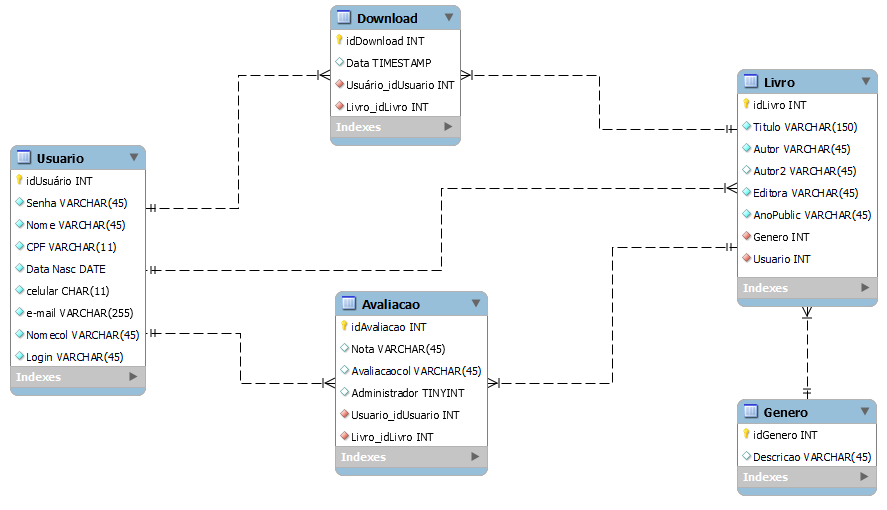 Download
idDownload INT
Data TIMESTAMP
Usuário_idUsuario INT
Livro_idLivro INT
Indexes
Livro
idLivro INT
Titulo VARCHAR(150)
Autor VARCHAR(45)
Autor2 VARCHAR(45)
Editora VARCHAR(45)
AnoPublic VARCHAR(45)
Genero INT
Usuario INT
Indexes
Usuario
idUsuário INT
Senha VARCHAR(45)
Nome VARCHAR(45)
CPF VARCHAR(11)
Data Nasc DATE
celular CHAR(11)
e-mail VARCHAR(255)
Nomecol VARCHAR(45)
Login VARCHAR(45)
Indexes
Avaliacao
idAvaliacao INT
Nota VARCHAR(45)
Avaliacaocol VARCHAR(45)
Administrador TINYINT
Usuario_idUsuario INT
Livro_idLivro INT
Indexes
Genero
idGenero INT
Descricao VARCHAR(45)
Indexes